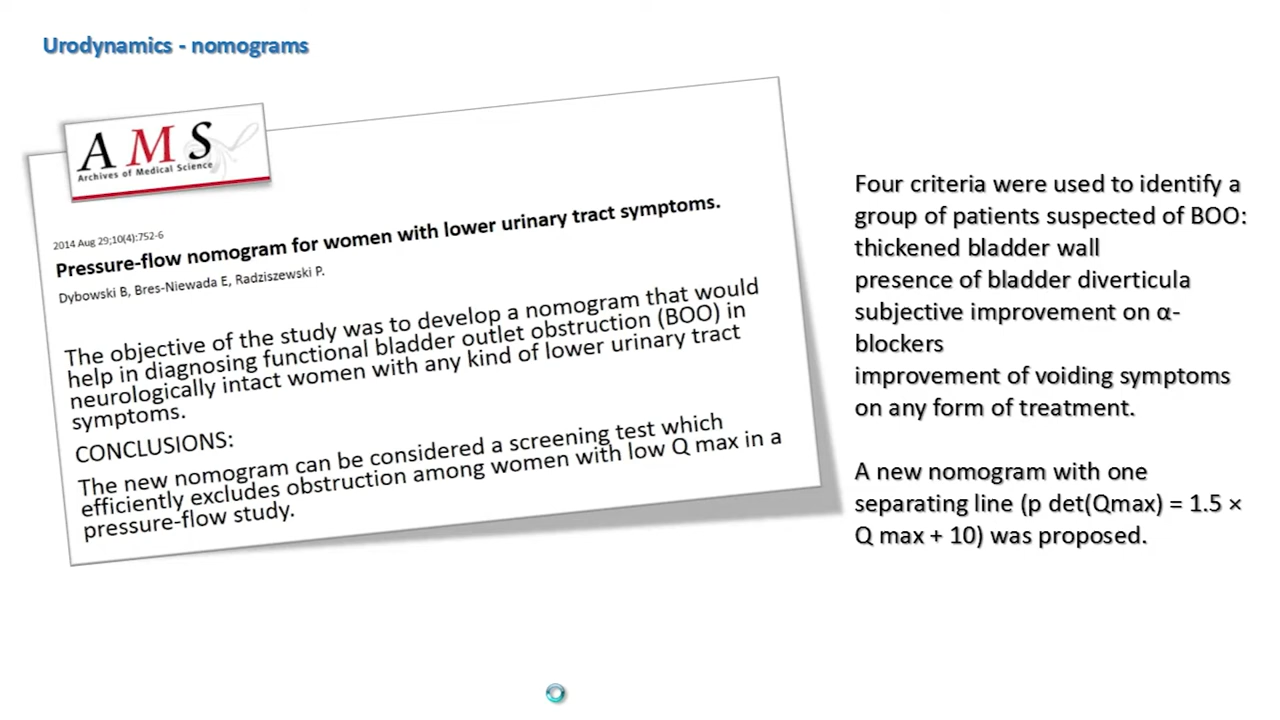 Urodynamics - nomograms
AMS
Archives of Medical Science
2014 Aug 29;10(4):752-6
Pressure-flow nomogram for women with lower urinary tract symptoms.
Dybowski B, Bres-Niewada E, Radziszewski P.
The objective of the study was to develop a nomogram that would
help in diagnosing functional bladder outlet obstruction (BOO) in
neurologically intact women with any kind of lower urinary tract
symptoms.
CONCLUSIONS:
The new nomogram can be considered a screening test which
efficiently excludes obstruction among women with low Q max in a
pressure-flow study.
Four criteria were used to identify a
group of patients suspected of BOO:
thickened bladder wall
presence of bladder diverticula
subjective improvement on α-
blockers
improvement of voiding symptoms
on any form of treatment.
A new nomogram with one
separating line (p det(Qmax) = 1.5 ×
Q max + 10) was proposed.